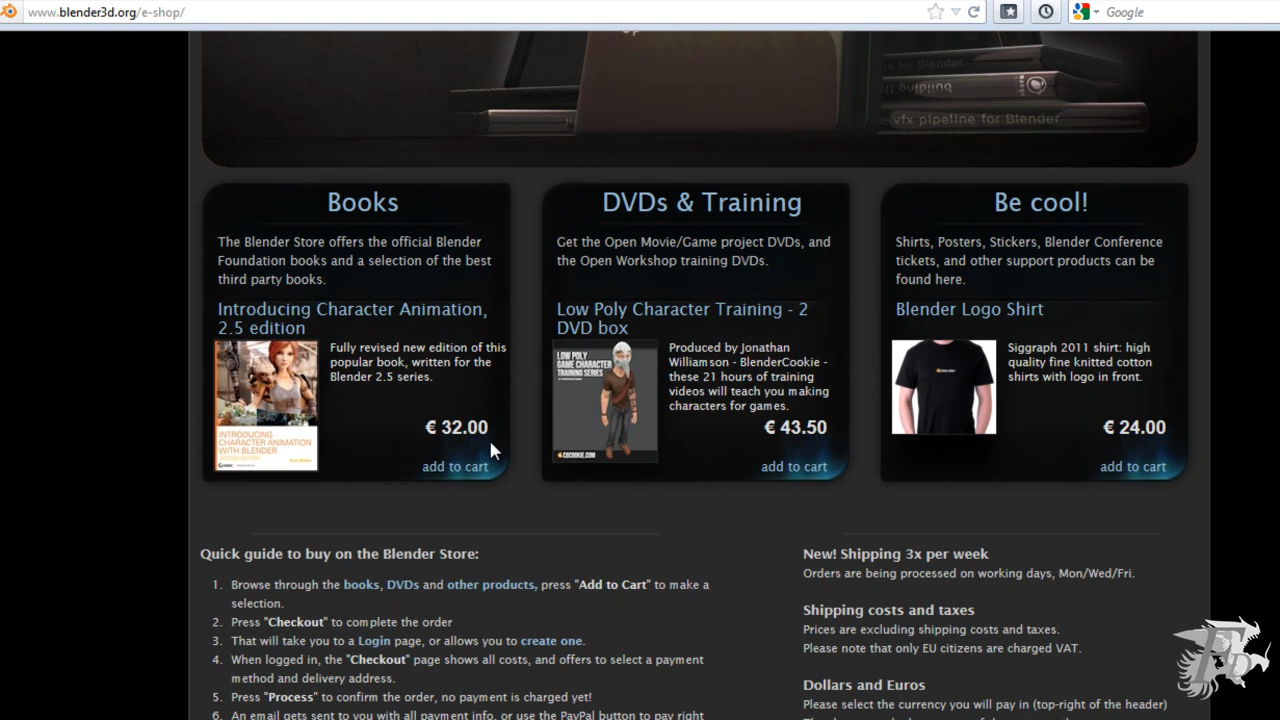 www.blender3d.org/e-shop/
Google
vfx pipeline for Blender
Books
The Blender Store offers the official Blender
Foundation books and a selection of the best
third party books.
Introducing Character Animation,
2.5 edition
Fully revised new edition of this
popular book, written for the
Blender 2.5 series.
INTRODUCING
CHARACTER ANIMATION
WITH BLENDER
€ 32.00
add to cart
DVDs & Training
Get the Open Movie/Game project DVDs, and
the Open Workshop training DVDs.
Low Poly Character Training - 2
DVD box
LOW POLY
GAME CHARACTER
TRAINING SERIES
CGCOOKIE.COM
Produced by Jonathan
Williamson - BlenderCookie -
these 21 hours of training
videos will teach you making
characters for games.
€ 43.50
add to cart
Be cool!
Shirts, Posters, Stickers, Blender Conference
tickets, and other support products can be
found here.
Blender Logo Shirt
blender
Siggraph 2011 shirt: high
quality fine knitted cotton
shirts with logo in front.
€ 24.00
add to cart
Quick guide to buy on the Blender Store:
1. Browse through the books, DVDs and other products, press "Add to Cart" to make a
selection.
2. Press "Checkout" to complete the order
3. That will take you to a Login page, or allows you to create one.
4. When logged in, the "Checkout" page shows all costs, and offers to select a payment
method and delivery address.
5. Press "Process" to confirm the order, no payment is charged yet!
6. An email gets sent to you with all payment info, or use the PayPal button to pay right
New! Shipping 3x per week
Orders are being processed on working days, Mon/Wed/Fri.
Shipping costs and taxes
Prices are excluding shipping costs and taxes.
Please note that only EU citizens are charged VAT.
Dollars and Euros
Please select the currency you will pay in (top-right of the header)